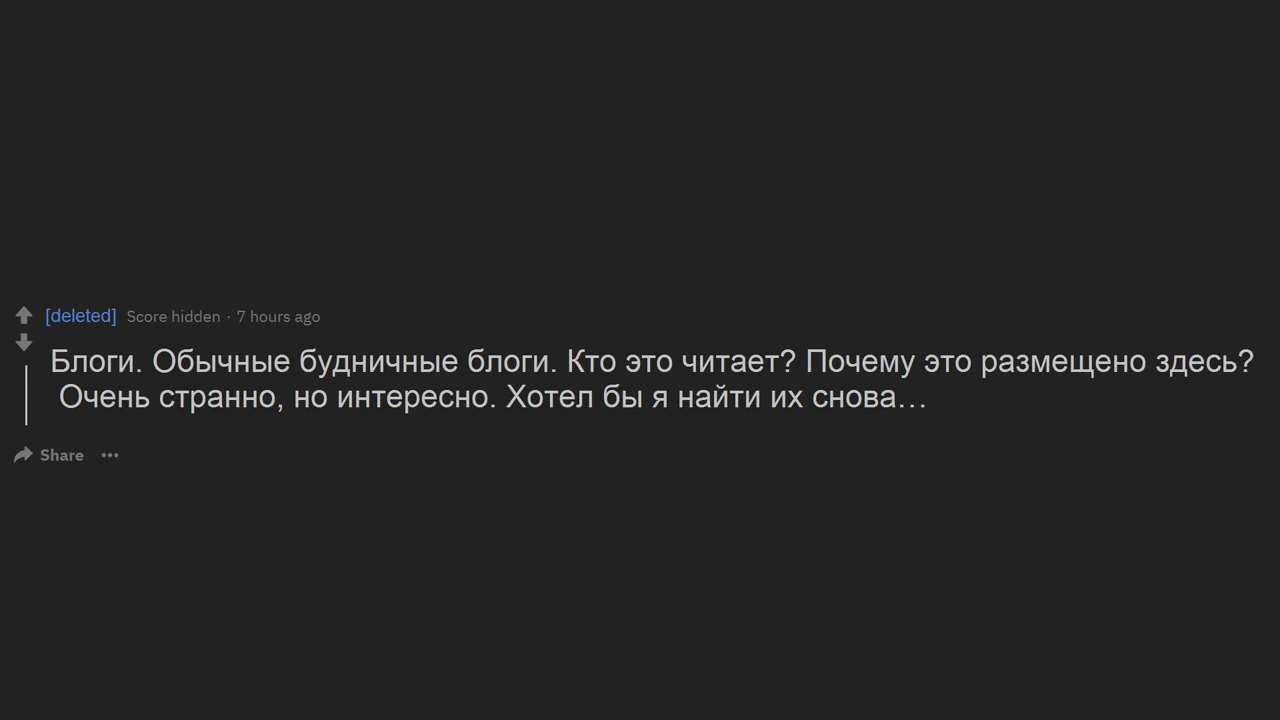 [deleted] Score hidden · 7 hours ago
Блоги. Обычные будничные блоги. Кто это читает? Почему это размещено здесь?
Очень странно, но интересно. Хотел бы я найти их снова…
Share